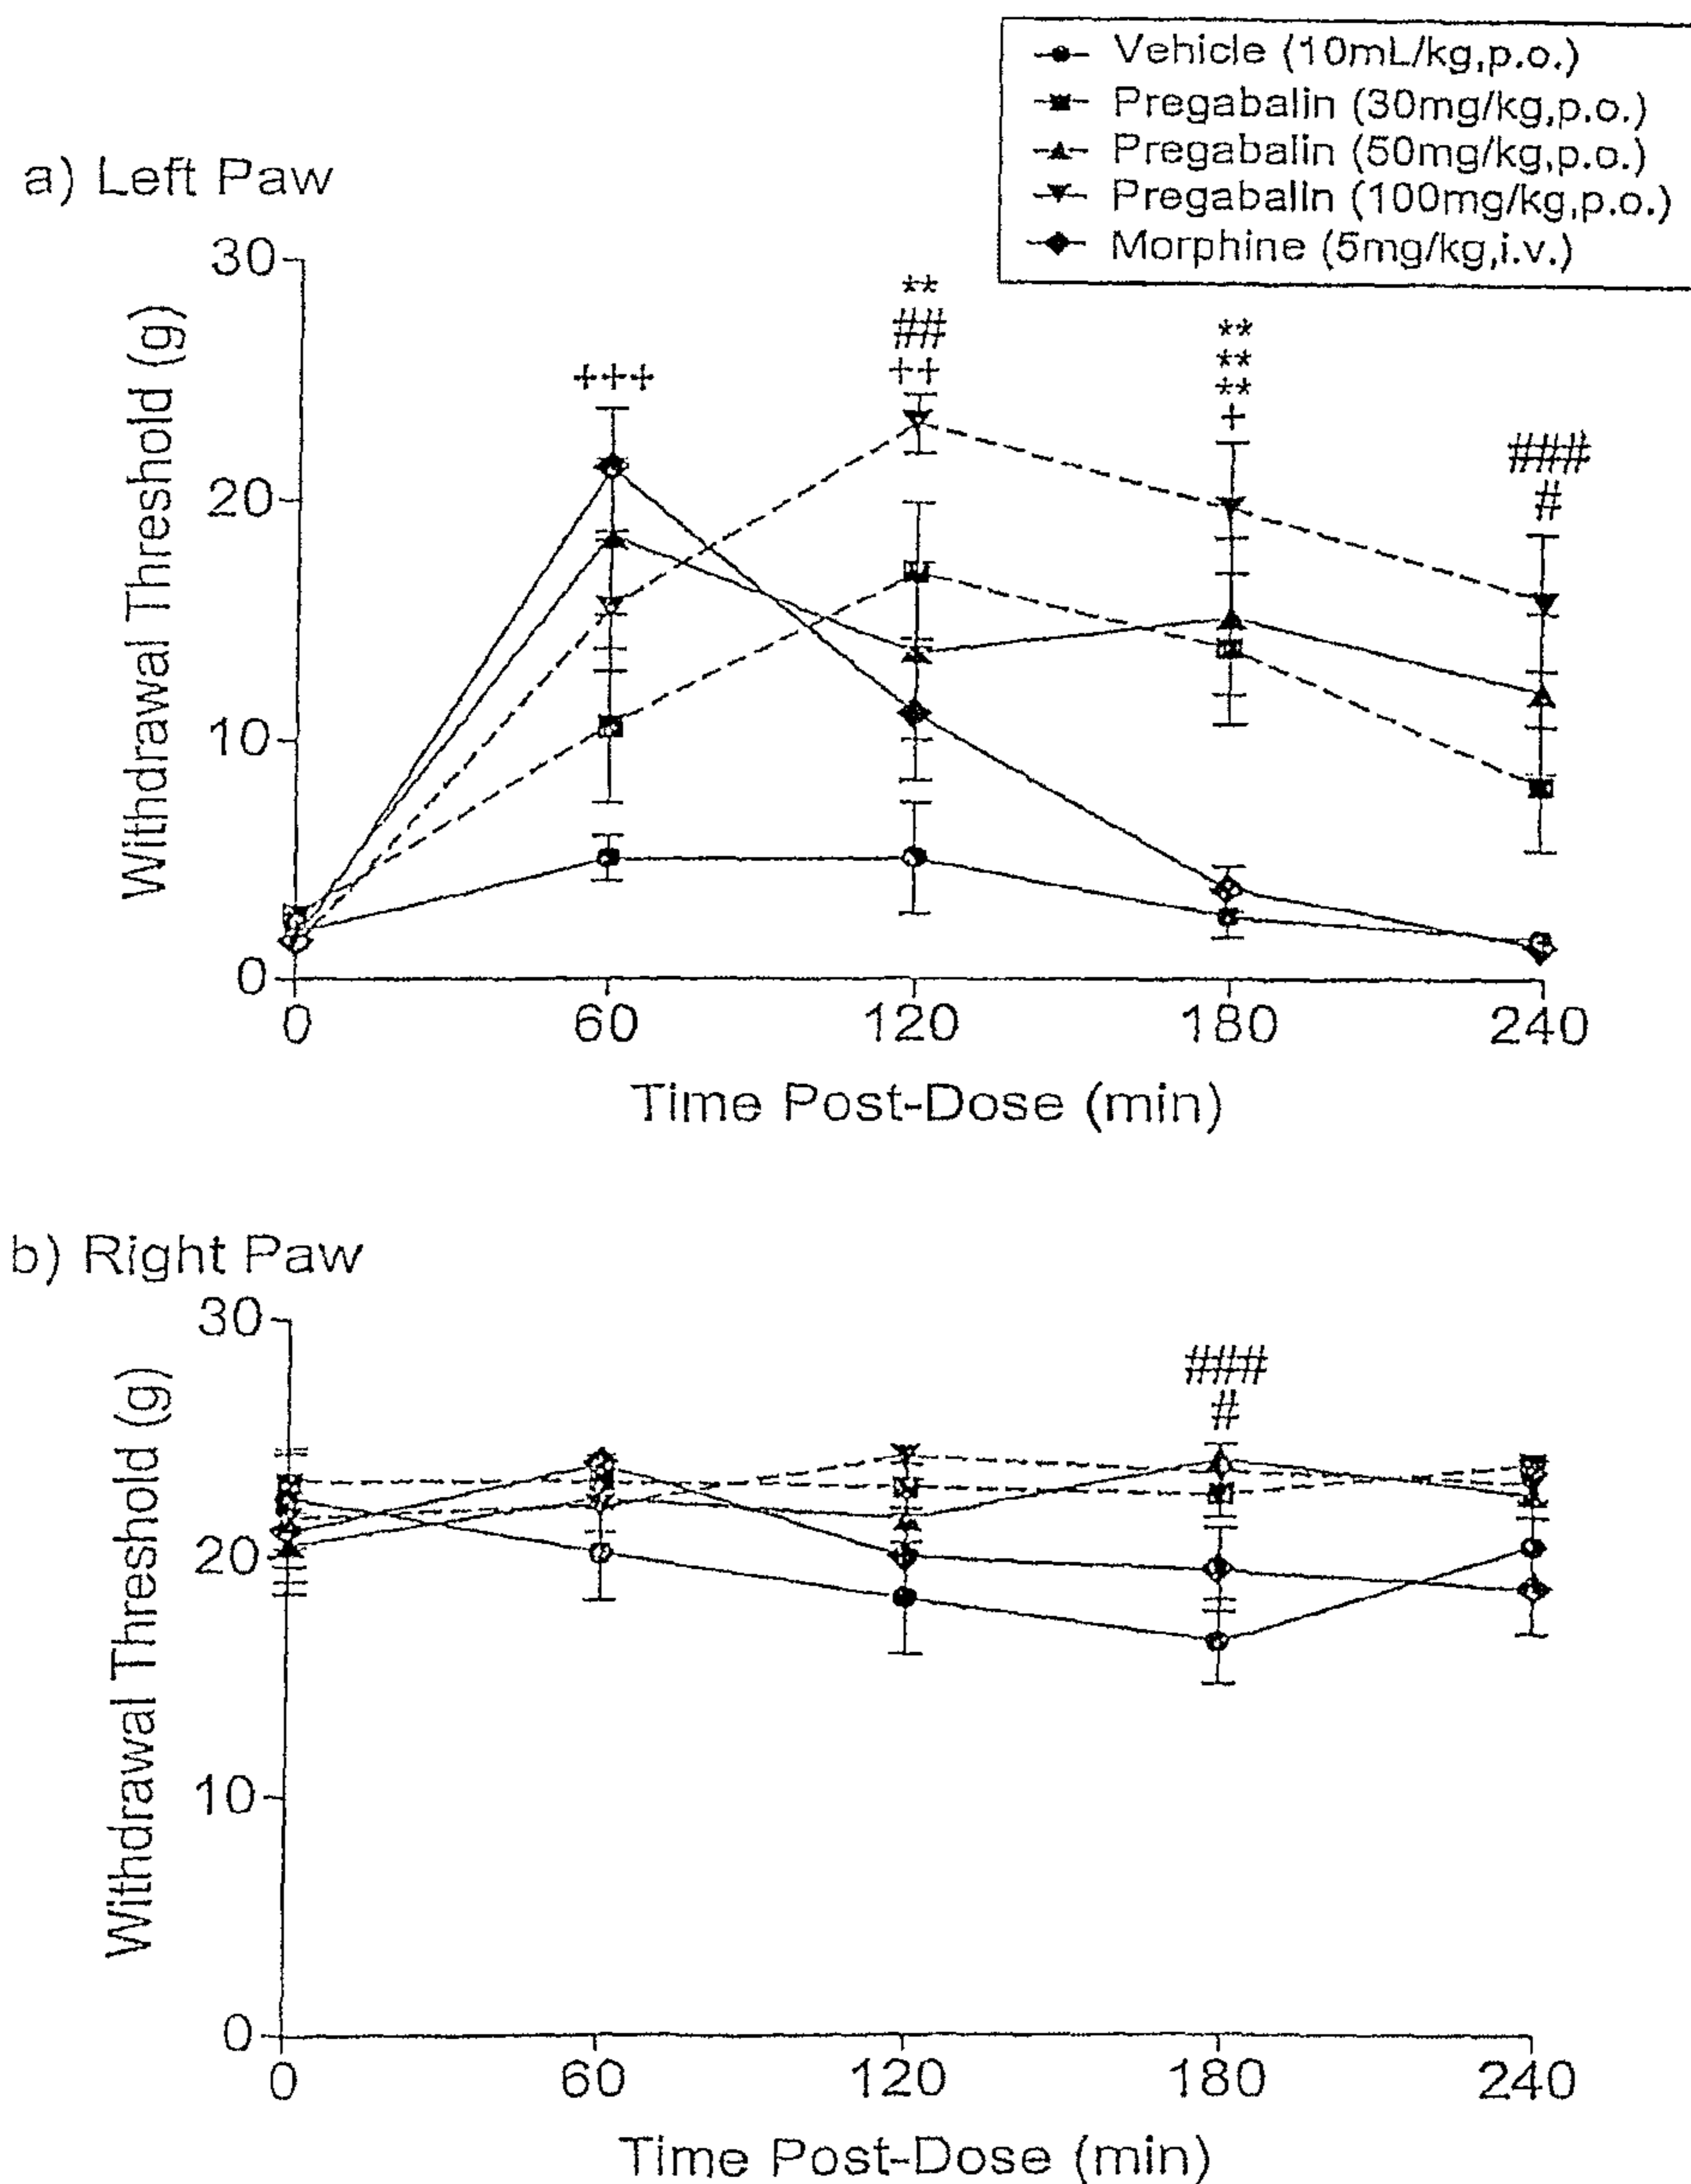 Vehicle (10mL/kg,p.o.)
Pregabalin (30mg/kg,p.o.)
Pregabalin (50mg/kg,p.o.)
Pregabalin (100mg/kg,p.o.)
Morphine (5mg/kg,i.v.)
a) Left Paw
Withdrawal Threshold (g)
30
20
10
0
+++
**
##
++
**
**
**
+
###
#
0 60 120 180 240
Time Post-Dose (min)
b) Right Paw
Withdrawal Threshold (g)
30
20
10
0
###
#
0 60 120 180 240
Time Post-Dose (min)